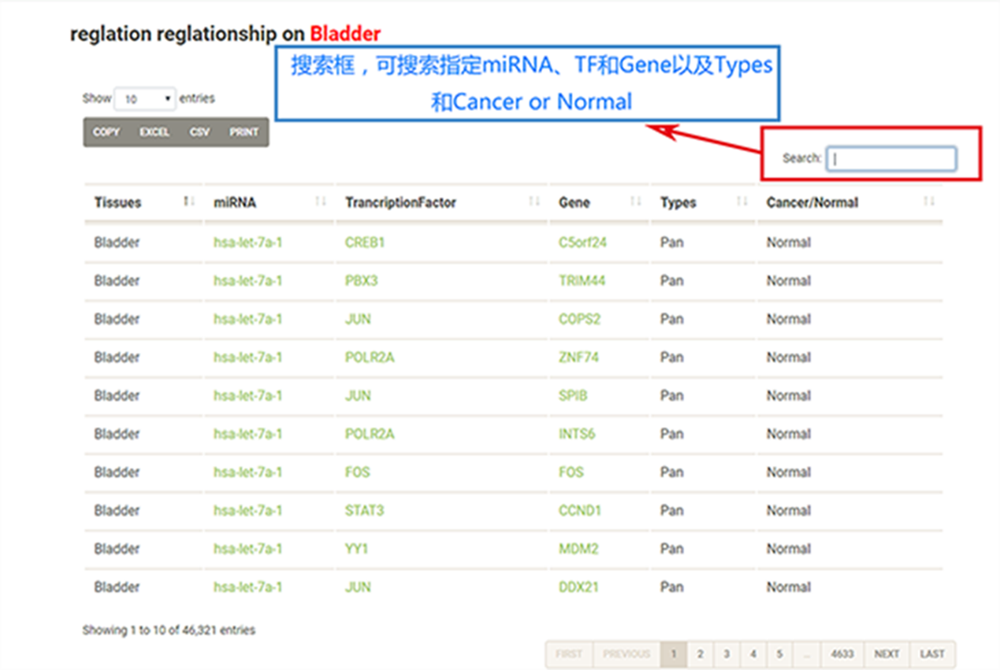 reglation reglationship on Bladder
搜索框，可搜索指定miRNA、TF和Gene以及Types
和Cancer or Normal
Show 10 entries
COPY EXCEL CSV PRINT
Search:
Tissues miRNA TrancriptionFactor Gene Types Cancer/Normal
Bladder hsa-let-7a-1 CREB1 C5orf24 Pan Normal
Bladder hsa-let-7a-1 PBX3 TRIM44 Pan Normal
Bladder hsa-let-7a-1 JUN COPS2 Pan Normal
Bladder hsa-let-7a-1 POLR2A ZNF74 Pan Normal
Bladder hsa-let-7a-1 JUN SPIB Pan Normal
Bladder hsa-let-7a-1 POLR2A INTS6 Pan Normal
Bladder hsa-let-7a-1 FOS FOS Pan Normal
Bladder hsa-let-7a-1 STAT3 CCND1 Pan Normal
Bladder hsa-let-7a-1 YY1 MDM2 Pan Normal
Bladder hsa-let-7a-1 JUN DDX21 Pan Normal
Showing 1 to 10 of 46,321 entries
FIRST PREVIOUS 1 2 3 4 5 ... 4633 NEXT LAST